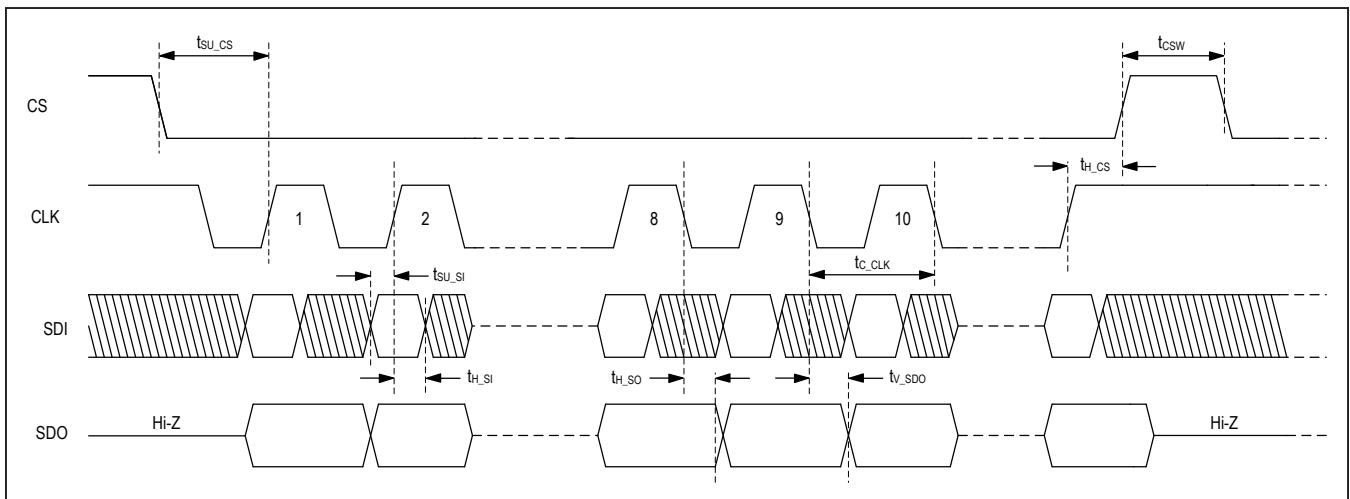 tSU_CS
tCSW
CS
tH_CS
CLK
1
2
8
9
10
tC_CLK
tSU_SI
SDI
tH_SI
tH_SO
tV_SDO
SDO
Hi-Z
Hi-Z